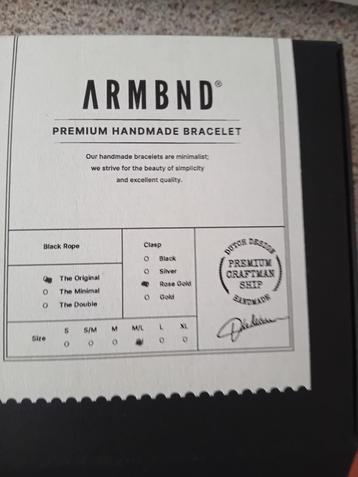 ARMBND®
PREMIUM HANDMADE BRACELET
Our handmade bracelets are minimalist;
we strive for the beauty of simplicity
and excellent quality.
Black Rope
The Original
The Minimal
The Double
Clasp
Black
Silver
Rose Gold
Gold
DUTCH DESIGN
PREMIUM
CRAFTMAN
SHIP
HANDMADE
Size
S S/M M M/L L XL